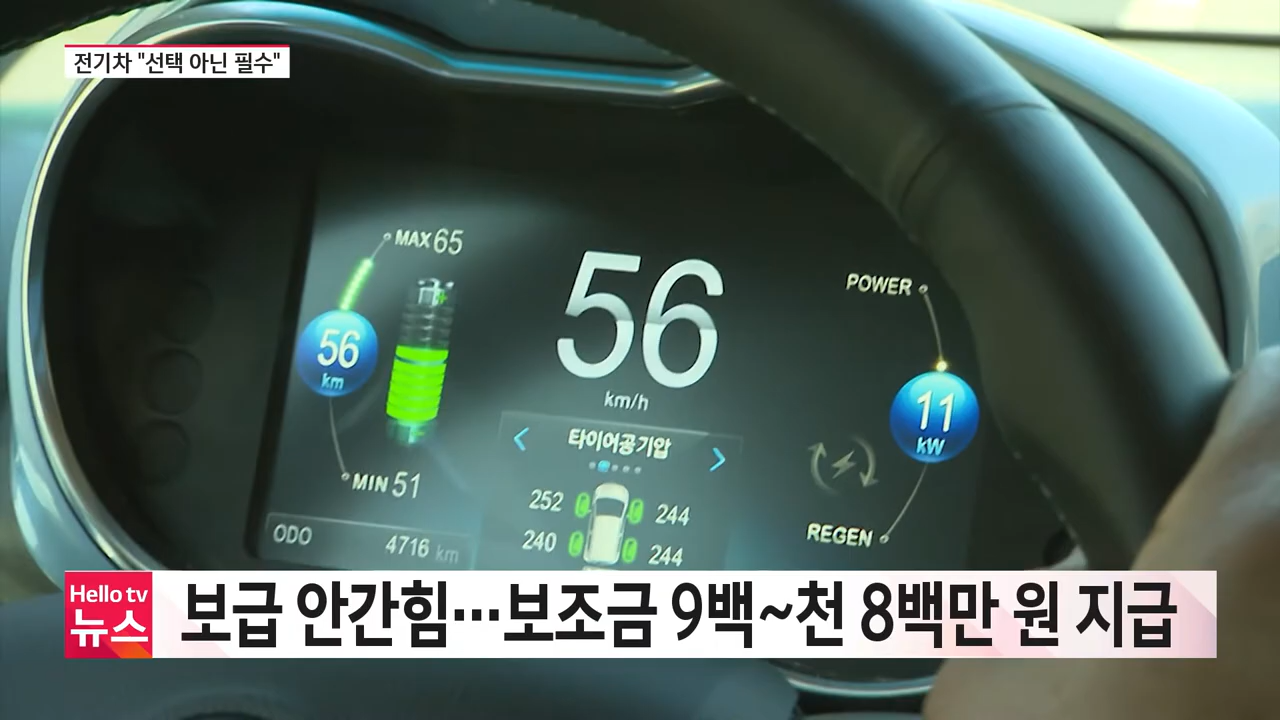 전기차 "선택 아닌 필수"
MAX 65
56
km
MIN 51
ODO 4716 km
56
km/h
타이어공기압
252 244
240 244
POWER
11
kW
REGEN
Hello tv
뉴스
보급 안간힘…보조금 9백~천 8백만 원 지급